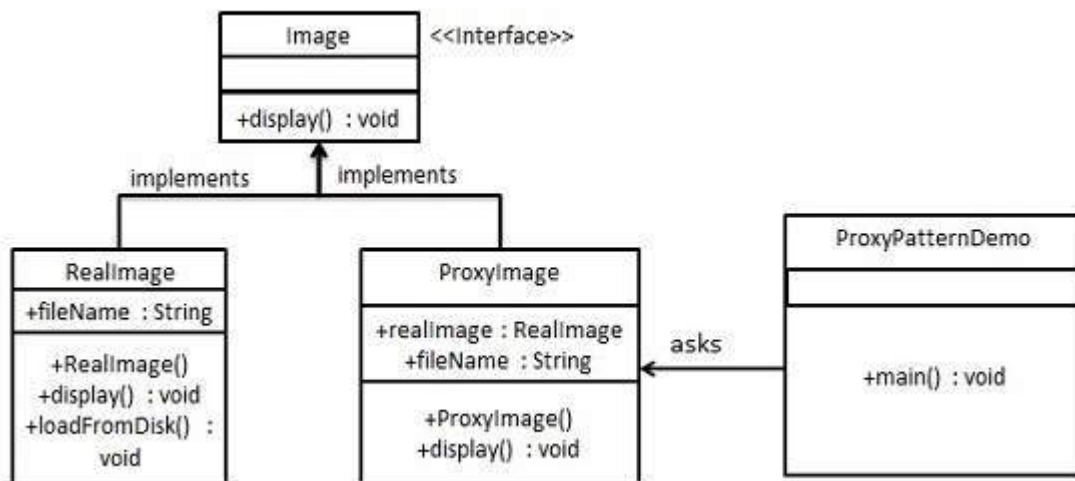 Image
<<Interface>>
+display() : void
implements
implements
RealImage
+fileName : String
+RealImage()
+display() : void
+loadFromDisk() :
void
ProxyImage
+realImage : RealImage
+fileName : String
+ProxyImage()
+display() : void
asks
ProxyPatternDemo
+main() : void